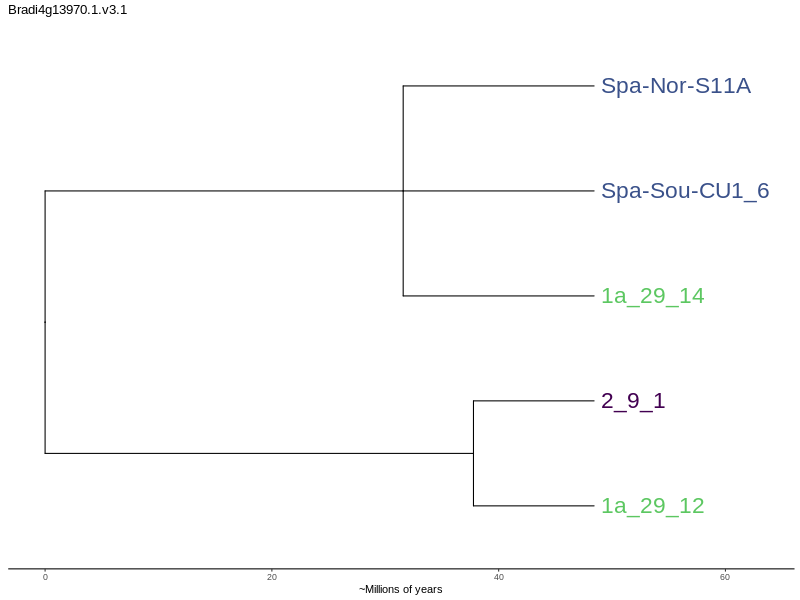 Bradi4g13970.1.v3.1
Spa-Nor-S11A
Spa-Sou-CU1_6
1a_29_14
2_9_1
1a_29_12
0 20 40 60
~Millions of years